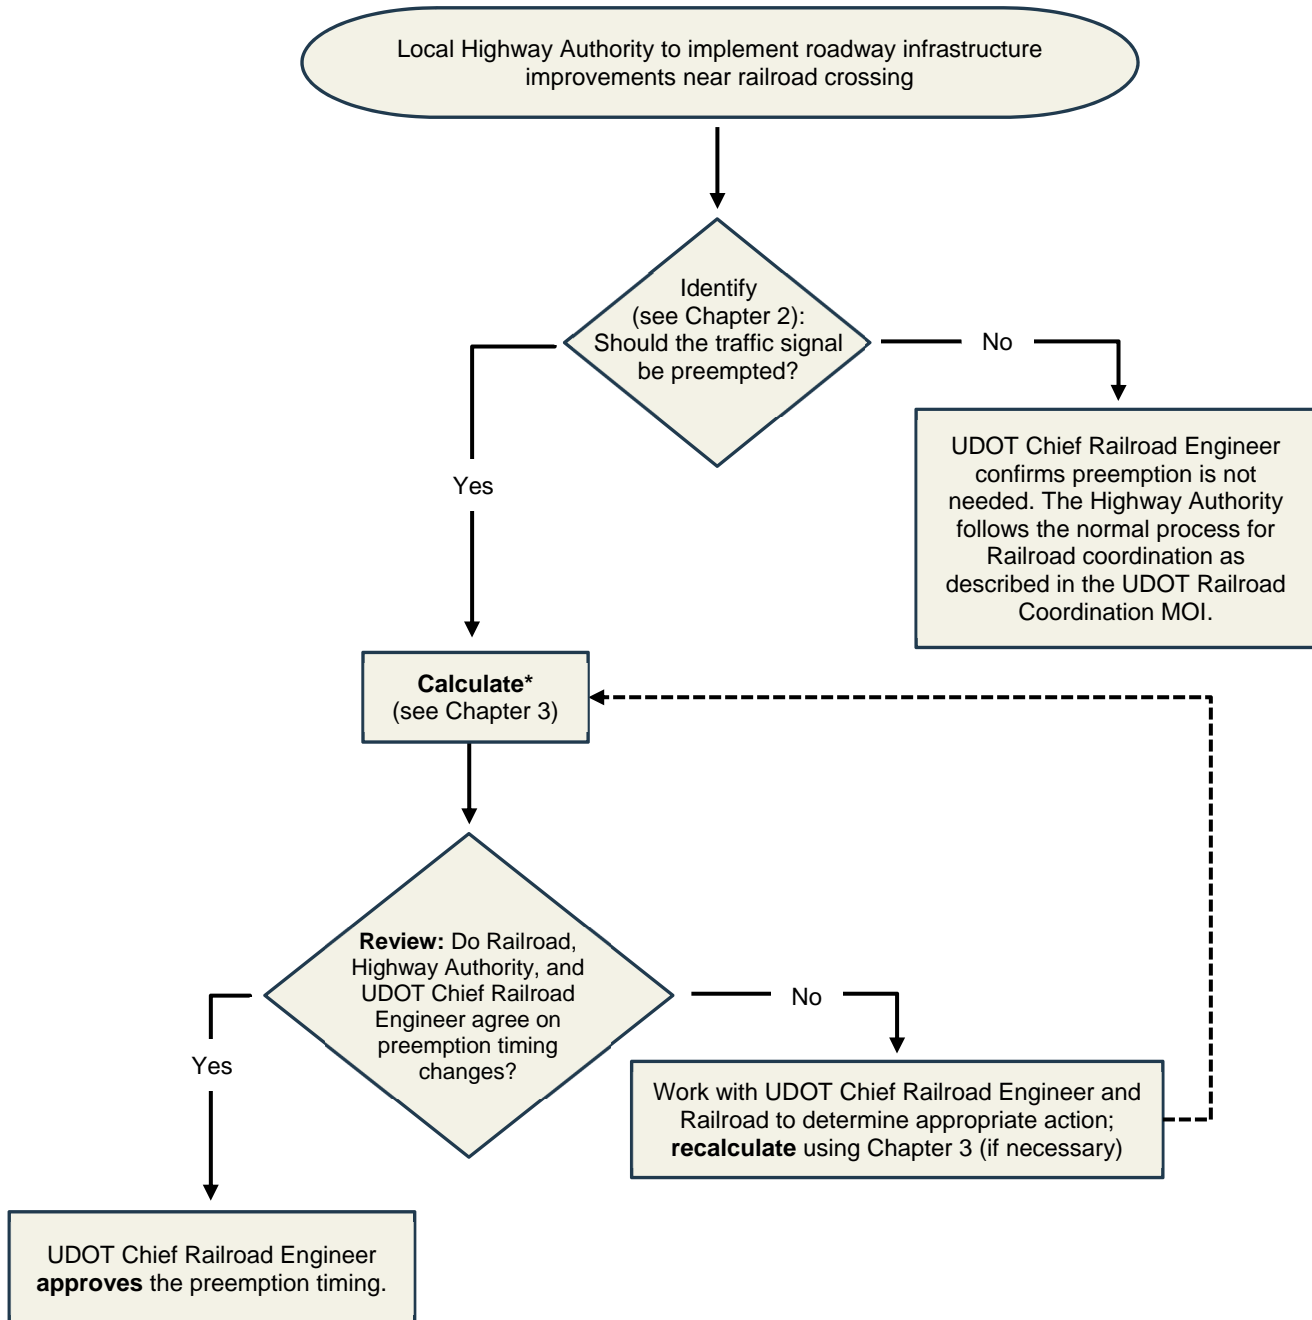 Local Highway Authority to implement roadway infrastructure
improvements near railroad crossing
Identify
(see Chapter 2):
Should the traffic signal
be preempted?
No
Yes
UDOT Chief Railroad Engineer
confirms preemption is not
needed. The Highway Authority
follows the normal process for
Railroad coordination as
described in the UDOT Railroad
Coordination MOI.
Calculate*
(see Chapter 3)
Review: Do Railroad,
Highway Authority, and
UDOT Chief Railroad
Engineer agree on
preemption timing
changes?
No
Yes
Work with UDOT Chief Railroad Engineer and
Railroad to determine appropriate action;
recalculate using Chapter 3 (if necessary)
UDOT Chief Railroad Engineer
approves the preemption timing.